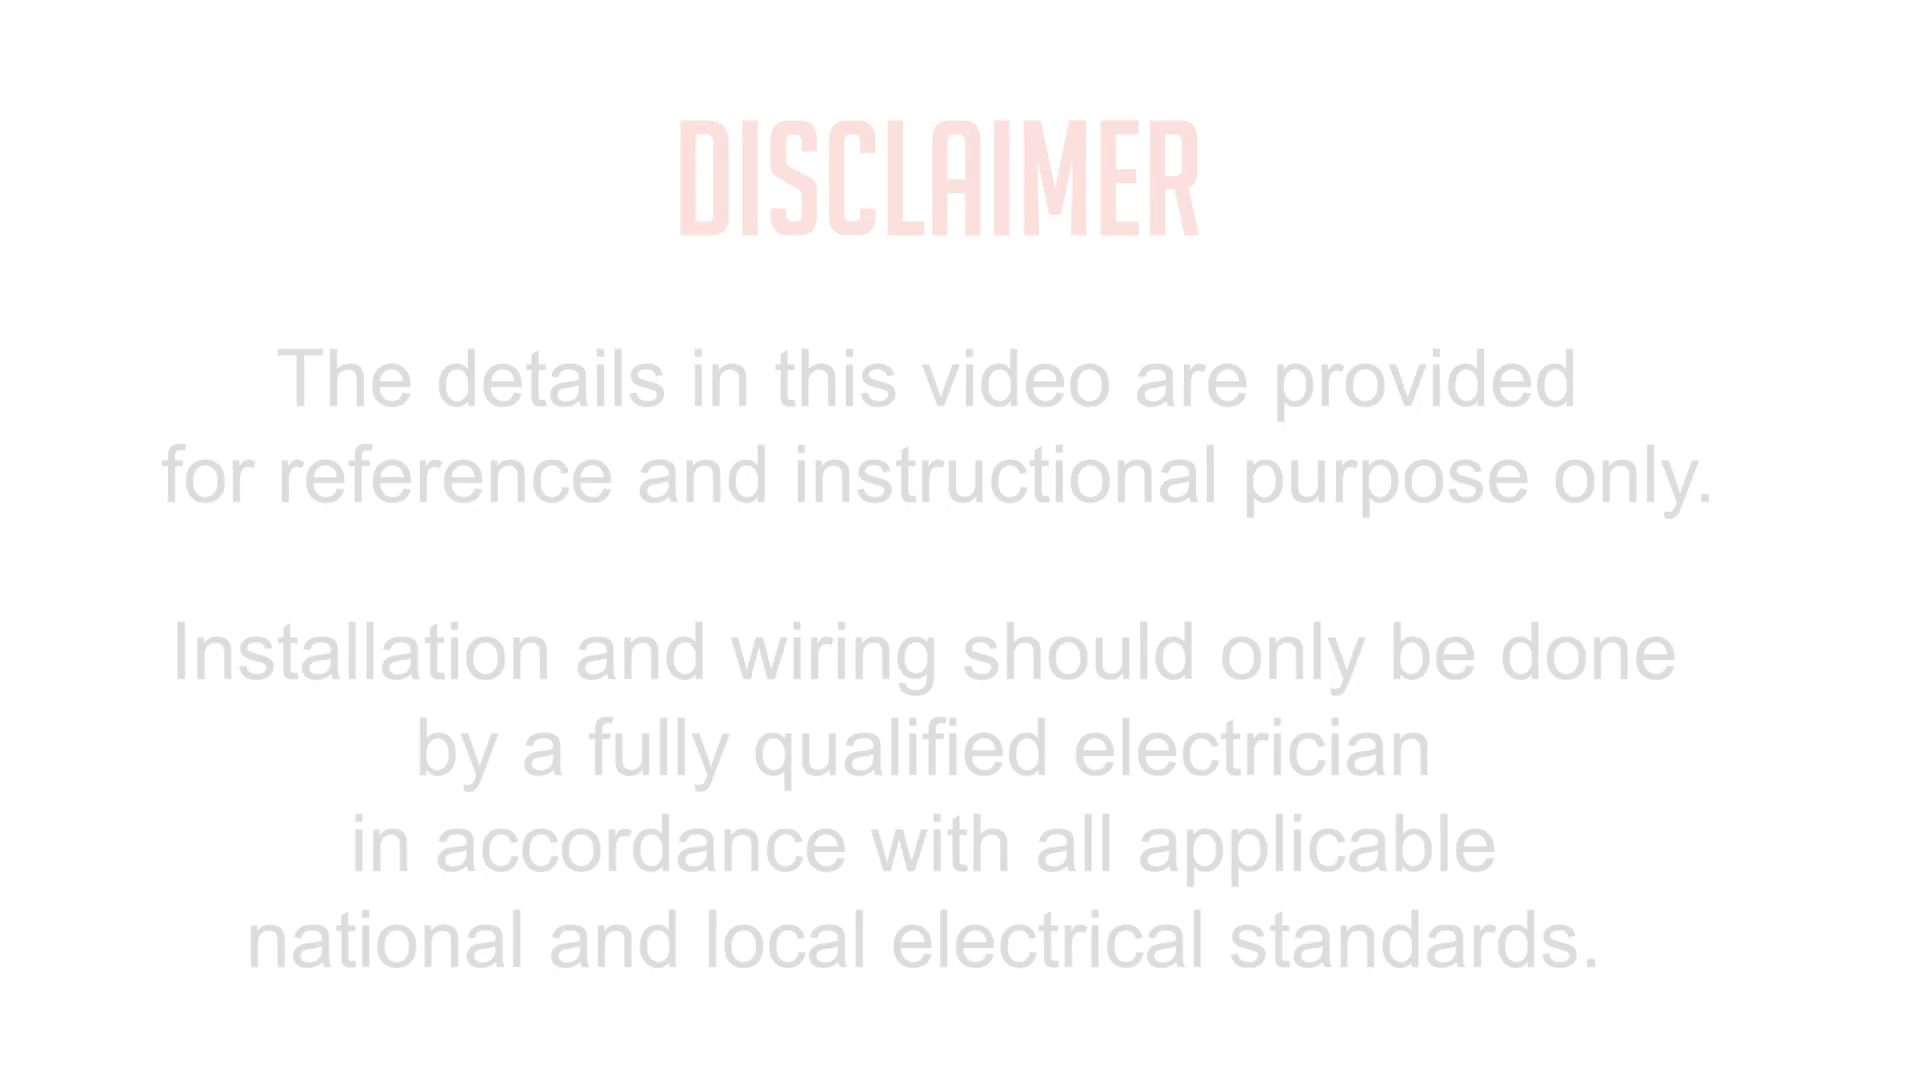 DISCLAIMER
The details in this video are provided
for reference and instructional purpose only.
Installation and wiring should only be done
by a fully qualified electrician
in accordance with all applicable
national and local electrical standards.